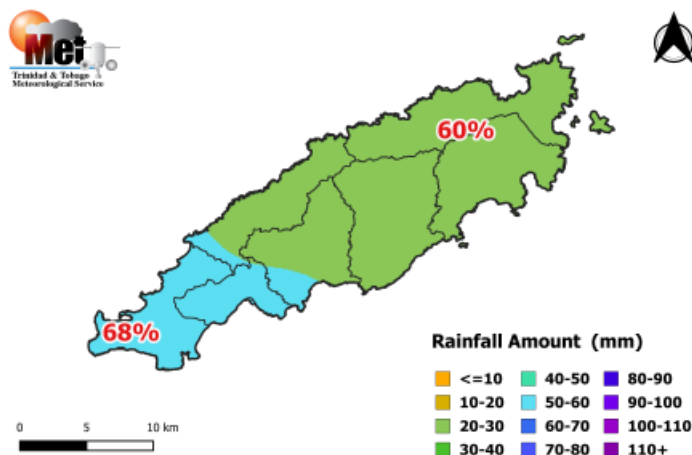 Met
Trinidad & Tobago
Meteorological Service
60%
68%
Rainfall Amount (mm)
<=10 40-50 80-90
10-20 50-60 90-100
20-30 60-70 100-110
30-40 70-80 110+
0 5 10 km